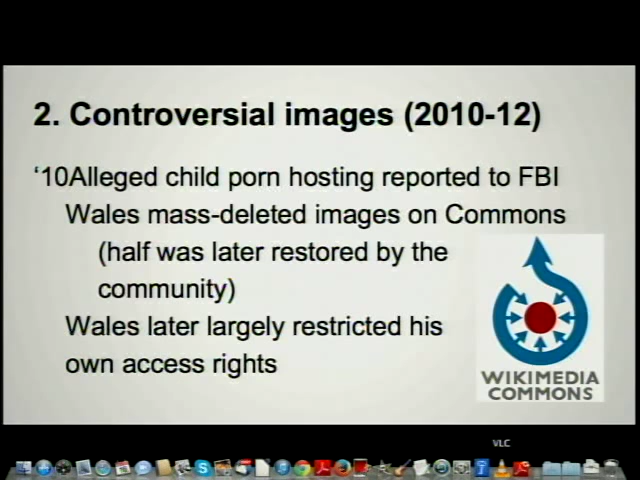 2. Controversial images (2010-12)
‘10Alleged child porn hosting reported to FBI
Wales mass-deleted images on Commons
(half was later restored by the
community)
Wales later largely restricted his
own access rights
WIKIMEDIA
COMMONS
VLC